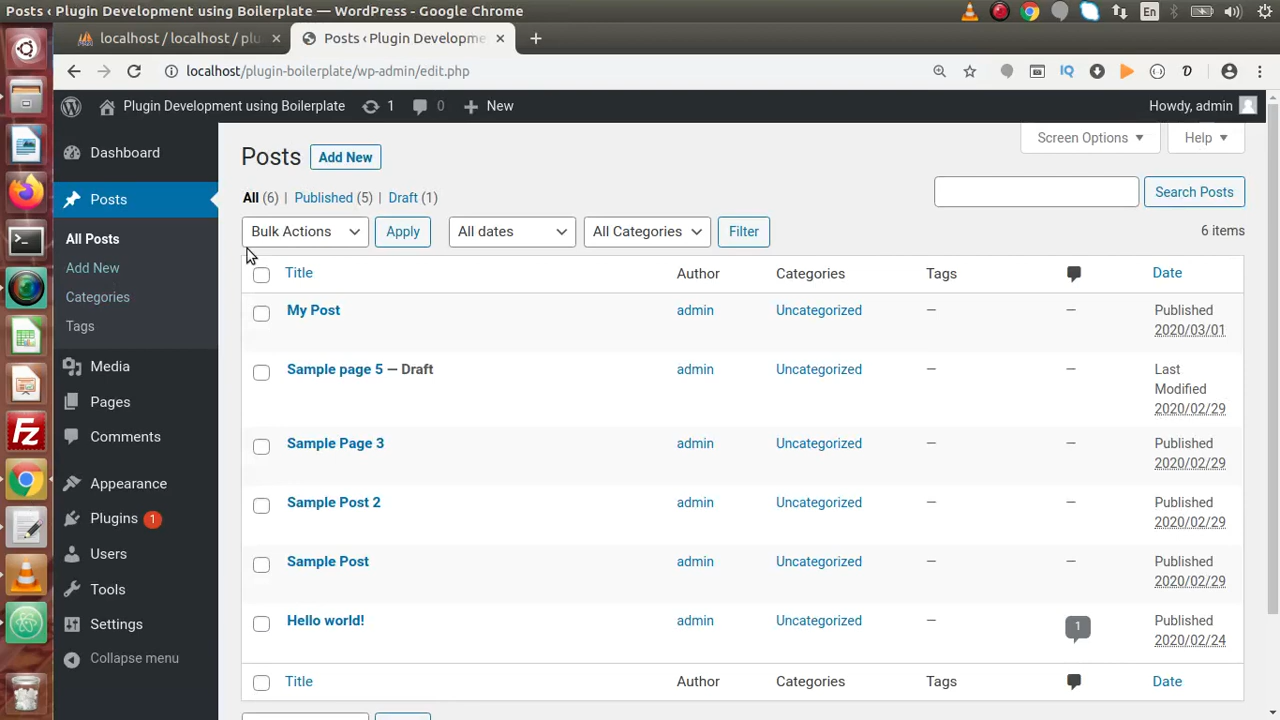 Posts ‹ Plugin Development using Boilerplate — WordPress - Google Chrome
En
localhost / localhost / plu
Posts ‹ Plugin Developme
localhost/plugin-boilerplate/wp-admin/edit.php
IQ
Plugin Development using Boilerplate
1
0
New
Howdy, admin
Dashboard
Posts
All Posts
Add New
Categories
Tags
Media
Pages
Comments
Appearance
Plugins 1
Users
Tools
Settings
Collapse menu
Screen Options
Help
Posts
Add New
All (6) | Published (5) | Draft (1)
Search Posts
Bulk Actions
Apply
All dates
All Categories
Filter
6 items
Title Author Categories Tags Date
My Post admin Uncategorized — — Published
2020/03/01
Sample page 5 — Draft admin Uncategorized — — Last
Modified
2020/02/29
Sample Page 3 admin Uncategorized — — Published
2020/02/29
Sample Post 2 admin Uncategorized — — Published
2020/02/29
Sample Post admin Uncategorized — — Published
2020/02/29
Hello world! admin Uncategorized — 1 Published
2020/02/24
Title Author Categories Tags Date